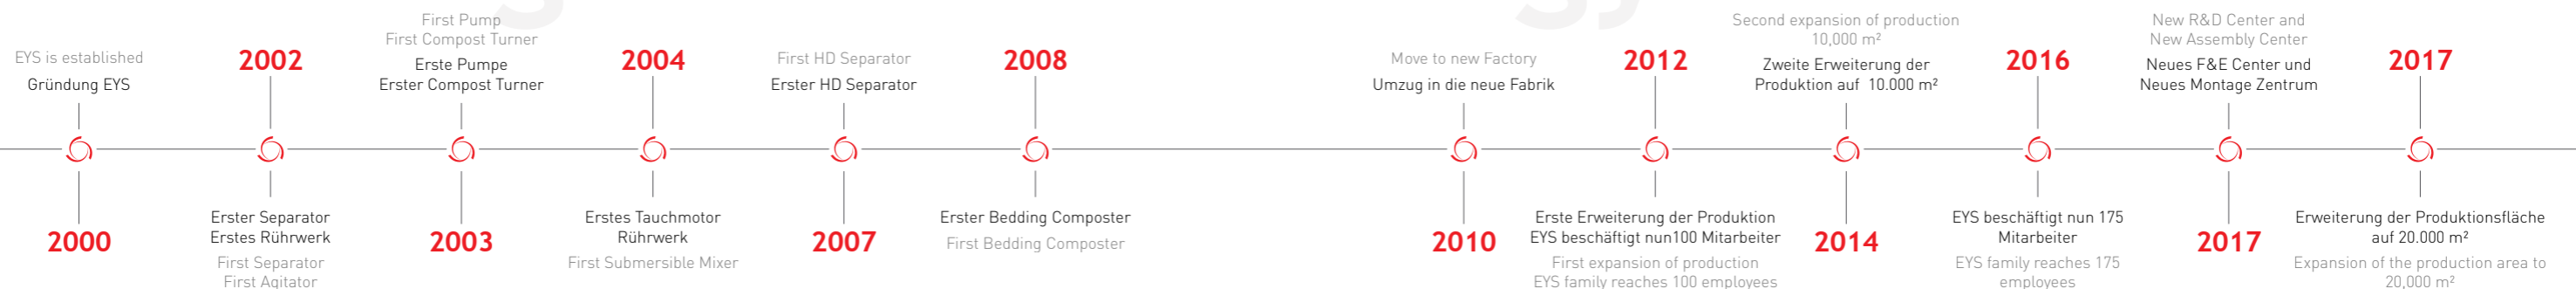 EYS is established
Gründung EYS
2000
2002
Erster Separator
Erstes Rührwerk
First Separator
First Agitator
First Pump
First Compost Turner
Erste Pumpe
Erster Compost Turner
2003
2004
Erstes Tauchmotor
Rührwerk
First Submersible Mixer
First HD Separator
Erster HD Separator
2007
2008
Erster Bedding Composter
First Bedding Composter
Move to new Factory
Umzug in die neue Fabrik
2010
2012
Erste Erweiterung der Produktion
EYS beschäftigt nun100 Mitarbeiter
First expansion of production
EYS family reaches 100 employees
Second expansion of production
10,000 m²
Zweite Erweiterung der
Produktion auf 10.000 m²
2014
2016
EYS beschäftigt nun 175
Mitarbeiter
EYS family reaches 175
employees
New R&D Center and
New Assembly Center
Neues F&E Center und
Neues Montage Zentrum
2017
2017
Erweiterung der Produktionsfläche
auf 20.000 m²
Expansion of the production area to
20,000 m²